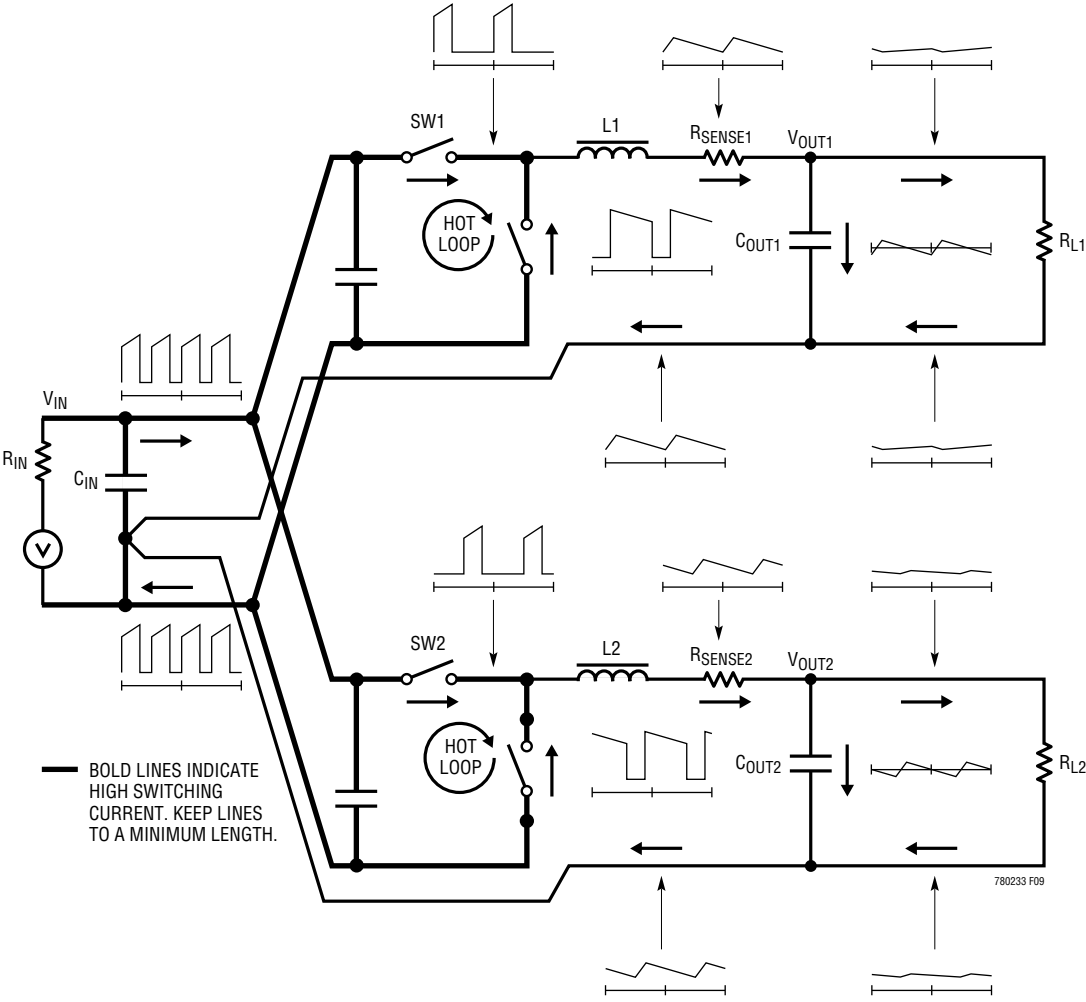 SW1
L1
RSENSE1
VOUT1
HOT
LOOP
COUT1
RL1
VIN
RIN
CIN
V
SW2
L2
RSENSE2
VOUT2
HOT
LOOP
COUT2
RL2
BOLD LINES INDICATE
HIGH SWITCHING
CURRENT. KEEP LINES
TO A MINIMUM LENGTH.
780233 F09